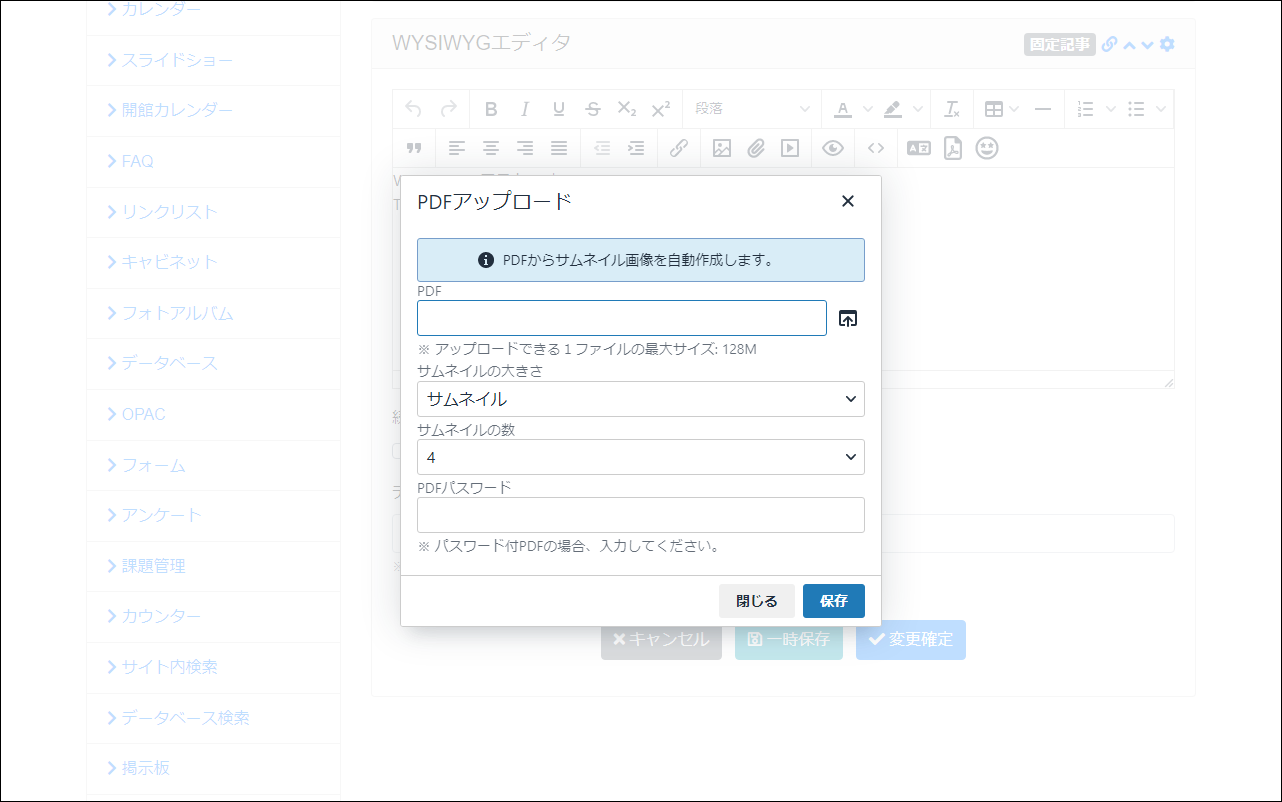 カレンダー
スライドショー
開館カレンダー
FAQ
リンクリスト
キャビネット
フォトアルバム
データベース
OPAC
フォーム
アンケート
課題管理
カウンター
サイト内検索
データベース検索
掲示板
WYSIWYGエディタ
固定記事
段落
PDFアップロード
PDFからサムネイル画像を自動作成します。
PDF
※ アップロードできる１ファイルの最大サイズ: 128M
サムネイルの大きさ
サムネイル
サムネイルの数
4
PDFパスワード
※ パスワード付PDFの場合、入力してください。
閉じる
保存
キャンセル
一時保存
変更確定